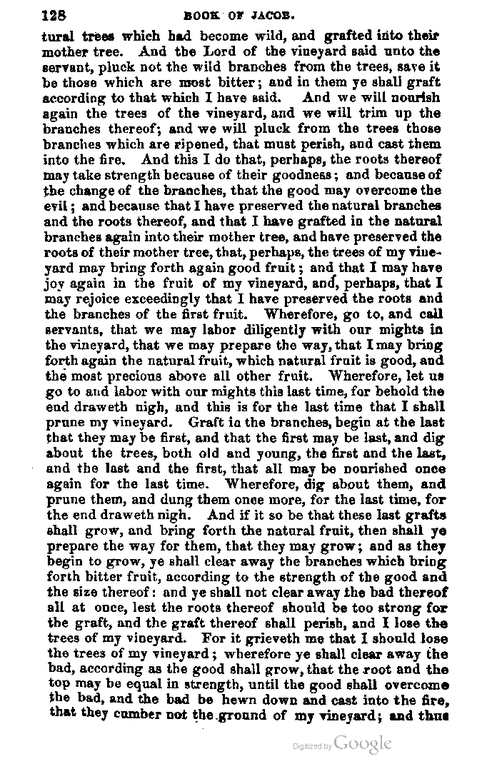 128 BOOK OF JACOB.
tural trees which had become wild, and grafted into their
mother tree. And the Lord of the vineyard said unto the
servant, pluck not the wild branches from the trees, save it
be those which are most bitter; and in them ye shall graft
according to that which I have said. And we will nourish
again the trees of the vineyard, and we will trim up the
branches thereof; and we will pluck from the trees those
branches which are ripened, that must perish, and cast them
into the fire. And this I do that, perhaps, the roots thereof
may take strength because of their goodness; and because of
the change of the branches, that the good may overcome the
evil; and because that I have preserved the natural branches
and the roots thereof, and that I have grafted in the natural
branches again into their mother tree, and have preserved the
roots of their mother tree, that, perhaps, the trees of my vine-
yard may bring forth again good fruit; and that I may have
joy again in the fruit of my vineyard, and, perhaps, that I
may rejoice exceedingly that I have preserved the roots and
the branches of the first fruit. Wherefore, go to, and call
servants, that we may labor diligently with our mights in
the vineyard, that we may prepare the way, that I may bring
forth again the natural fruit, which natural fruit is good, and
the most precious above all other fruit. Wherefore, let us
go to and labor with our mights this last time, for behold the
end draweth nigh, and this is for the last time that I shall
prune my vineyard. Graft in the branches, begin at the last
that they may be first, and that the first may be last, and dig
about the trees, both old and young, the first and the last,
and the last and the first, that all may be nourished once
again for the last time. Wherefore, dig about them, and
prune them, and dung them once more, for the last time, for
the end draweth nigh. And if it so be that these last grafts
shall grow, and bring forth the natural fruit, then shall ye
prepare the way for them, that they may grow; and as they
begin to grow, ye shall clear away the branches which bring
forth bitter fruit, according to the strength of the good and
the size thereof: and ye shall not clear away the bad thereof
all at once, lest the roots thereof should be too strong for
the graft, and the graft thereof shall perish, and I lose the
trees of my vineyard. For it grieveth me that I should lose
the trees of my vineyard; wherefore ye shall clear away the
bad, according as the good shall grow, that the root and the
top may be equal in strength, until the good shall overcome
the bad, and the bad be hewn down and cast into the fire,
that they cumber not the ground of my vineyard; and thus
Digitized by Google